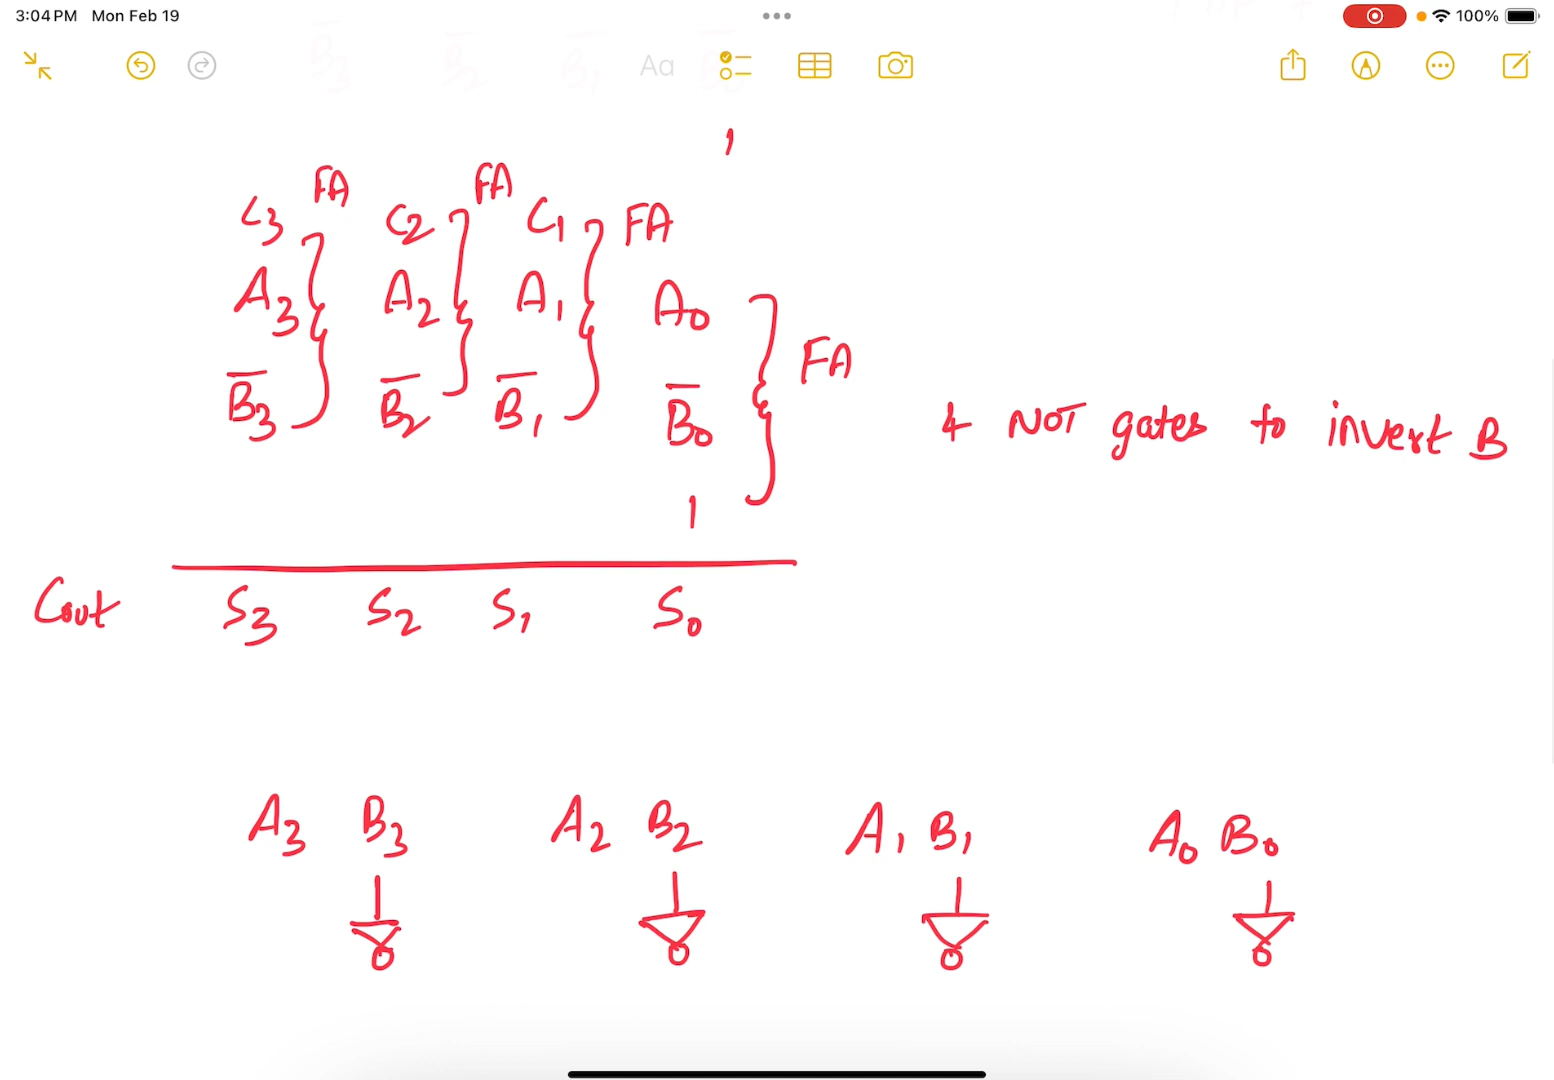 3:04 PM Mon Feb 19
100%
Aa
1
FA FA
C3 C2 C1 FA
A3 A2 A1 A0
FA
B̅3 B̅2 B̅1 B̅0
4 NOT gates to invert B
1
Cout S3 S2 S1 S0
A3 B3 A2 B2 A1 B1 A0 B0